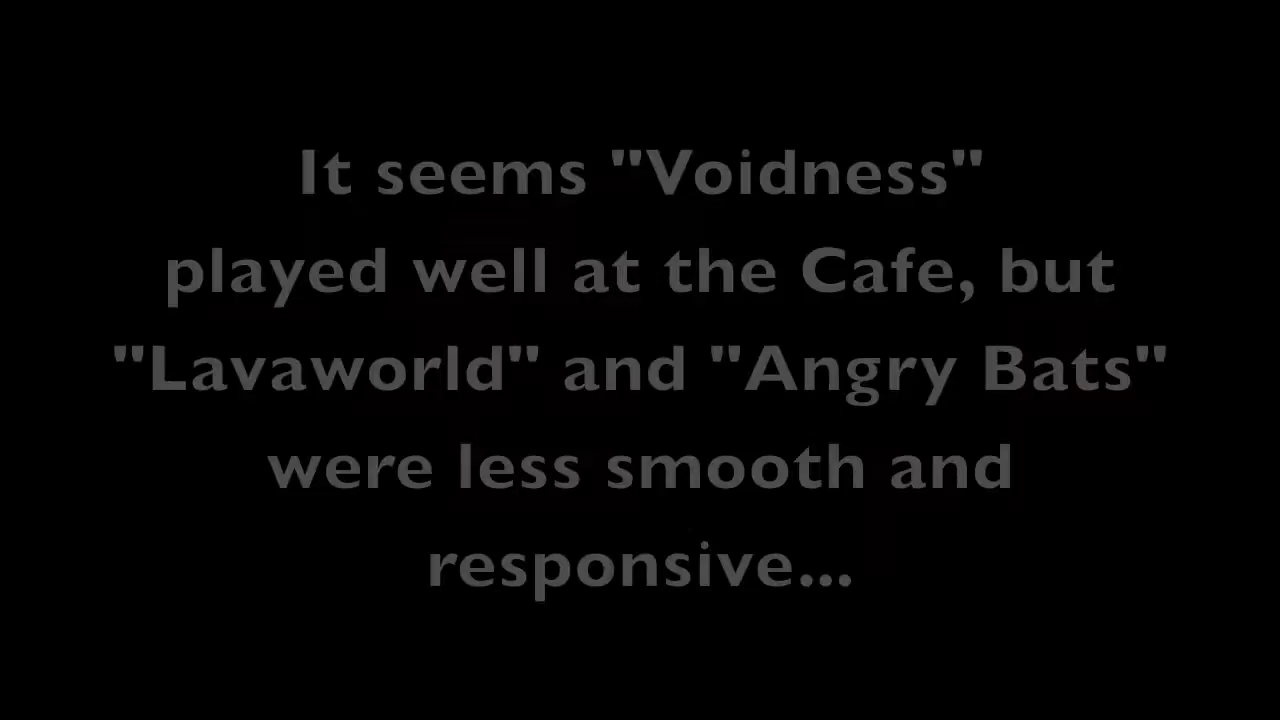 It seems "Voidness"
played well at the Cafe, but
"Lavaworld" and "Angry Bats"
were less smooth and
responsive...